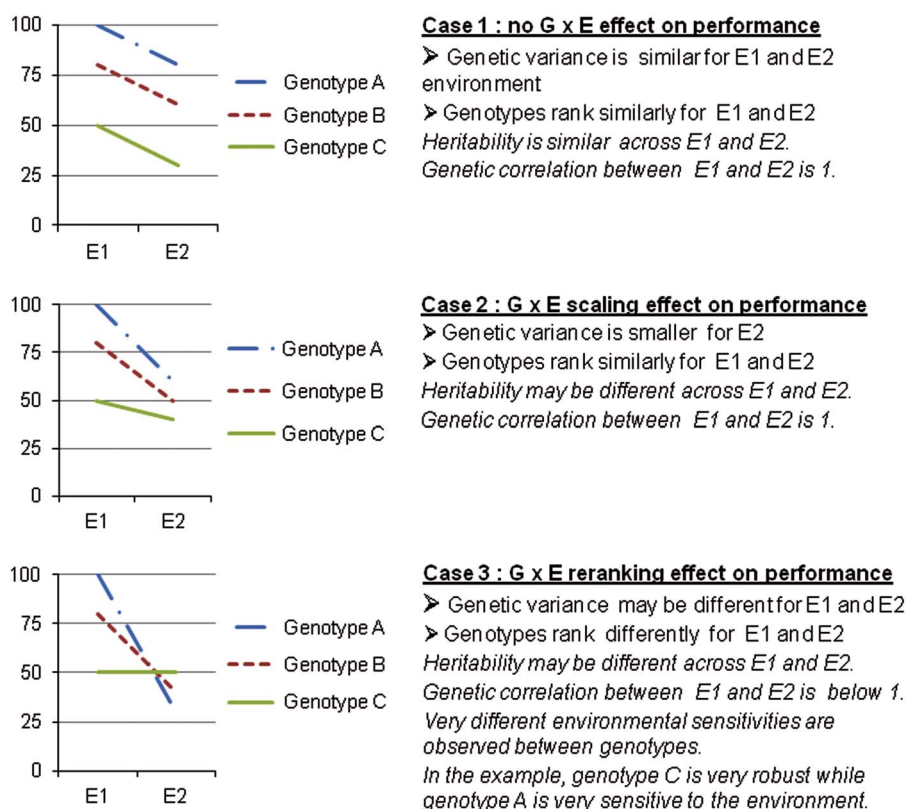 100
75
50
25
0
E1 E2
Genotype A
Genotype B
Genotype C
Case 1 : no G x E effect on performance
➤ Genetic variance is similar for E1 and E2
environment
➤ Genotypes rank similarly for E1 and E2
Heritability is similar across E1 and E2.
Genetic correlation between E1 and E2 is 1.
100
75
50
25
0
E1 E2
Genotype A
Genotype B
Genotype C
Case 2 : G x E scaling effect on performance
➤ Genetic variance is smaller for E2
➤ Genotypes rank similarly for E1 and E2
Heritability may be different across E1 and E2.
Genetic correlation between E1 and E2 is 1.
100
75
50
25
0
E1 E2
Genotype A
Genotype B
Genotype C
Case 3 : G x E reranking effect on performance
➤ Genetic variance may be different for E1 and E2
➤ Genotypes rank differently for E1 and E2
Heritability may be different across E1 and E2.
Genetic correlation between E1 and E2 is below 1.
Very different environmental sensitivities are
observed between genotypes.
In the example, genotype C is very robust while
genotype A is very sensitive to the environment.